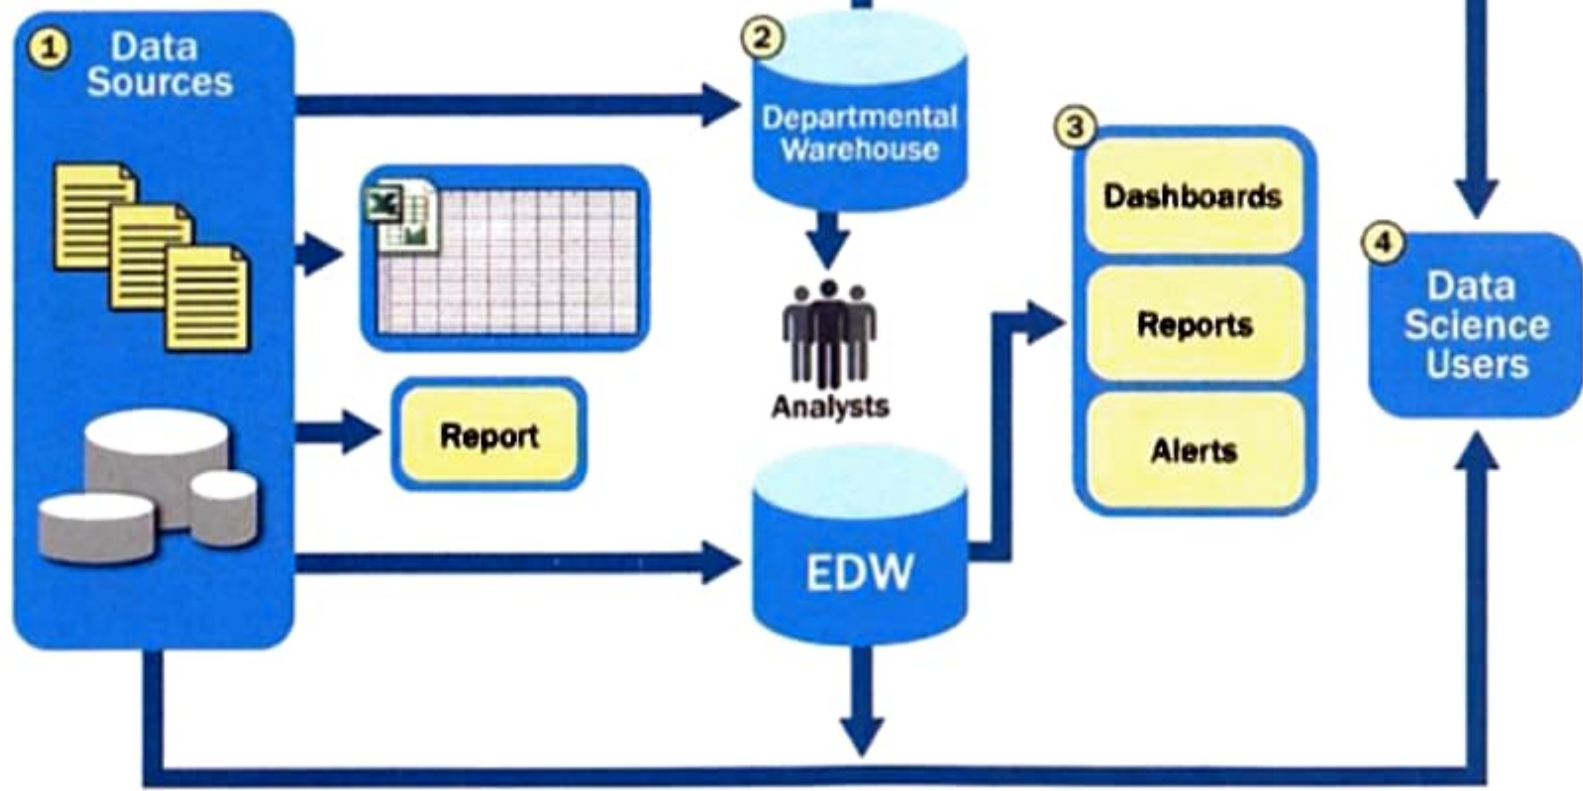 1
Data
Sources
2
Departmental
Warehouse
3
Dashboards
Reports
Alerts
4
Data
Science
Users
Analysts
Report
EDW